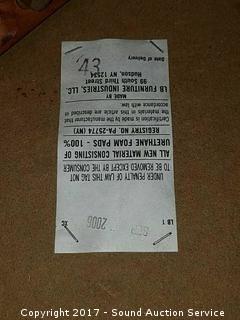 UNDER PENALTY OF LAW THIS TAG NOT
TO BE REMOVED EXCEPT BY THE CONSUMER
ALL NEW MATERIAL CONSISTING OF
URETHANE FOAM PADS - 100%
REGISTRY NO. PA-25774 (NY)
Certification is made by the manufacturer that
the materials in this article are described in
accordance with law.
MADE BY
LB FURNITURE INDUSTRIES, LLC.
99 South Third Street
Hudson, NY 12534
Date of Delivery
'43
2006
LB 1
Copyright 2017 - Sound Auction Service